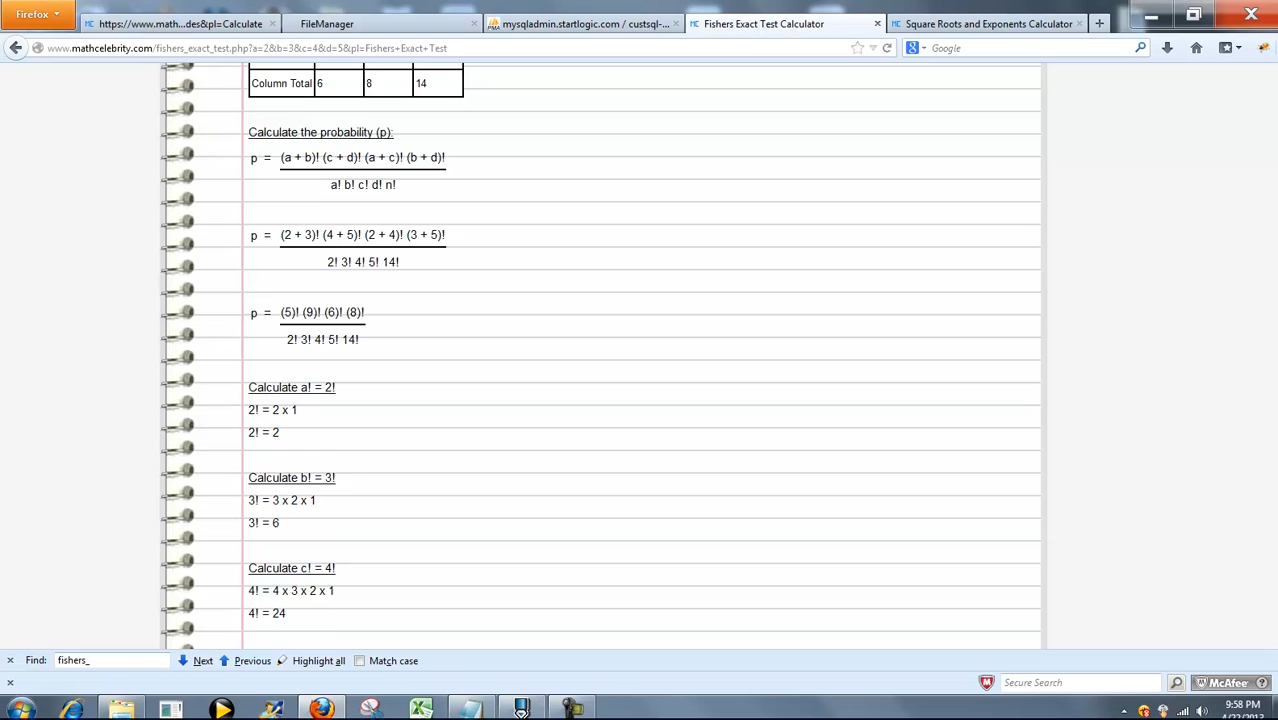 Firefox
https://www.math...des&pl=Calculate
FileManager
mysqladmin.startlogic.com / custsql-...
Fishers Exact Test Calculator
Square Roots and Exponents Calculator
www.mathcelebrity.com/fishers_exact_test.php?a=2&b=3&c=4&d=5&pl=Fishers+Exact+Test
Google
Column Total 6 8 14
Calculate the probability (p):
p = (a + b)! (c + d)! (a + c)! (b + d)!
a! b! c! d! n!
p = (2 + 3)! (4 + 5)! (2 + 4)! (3 + 5)!
2! 3! 4! 5! 14!
p = (5)! (9)! (6)! (8)!
2! 3! 4! 5! 14!
Calculate a! = 2!
2! = 2 x 1
2! = 2
Calculate b! = 3!
3! = 3 x 2 x 1
3! = 6
Calculate c! = 4!
4! = 4 x 3 x 2 x 1
4! = 24
Find: fishers_ Next Previous Highlight all Match case
Secure Search McAfee
9:58 PM